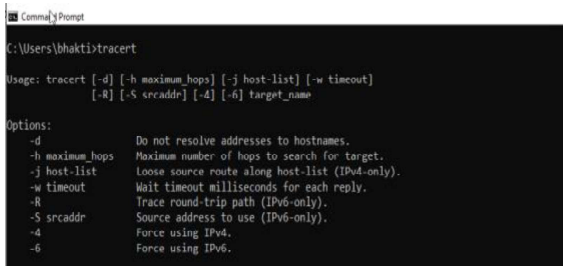 Command Prompt
C:\Users\bhakti>tracert
Usage: tracert [-d] [-h maximum_hops] [-j host-list] [-w timeout]
[-R] [-S srcaddr] [-4] [-6] target_name
Options:
-d Do not resolve addresses to hostnames.
-h maximum_hops Maximum number of hops to search for target.
-j host-list Loose source route along host-list (IPv4-only).
-w timeout Wait timeout milliseconds for each reply.
-R Trace round-trip path (IPv6-only).
-S srcaddr Source address to use (IPv6-only).
-4 Force using IPv4.
-6 Force using IPv6.